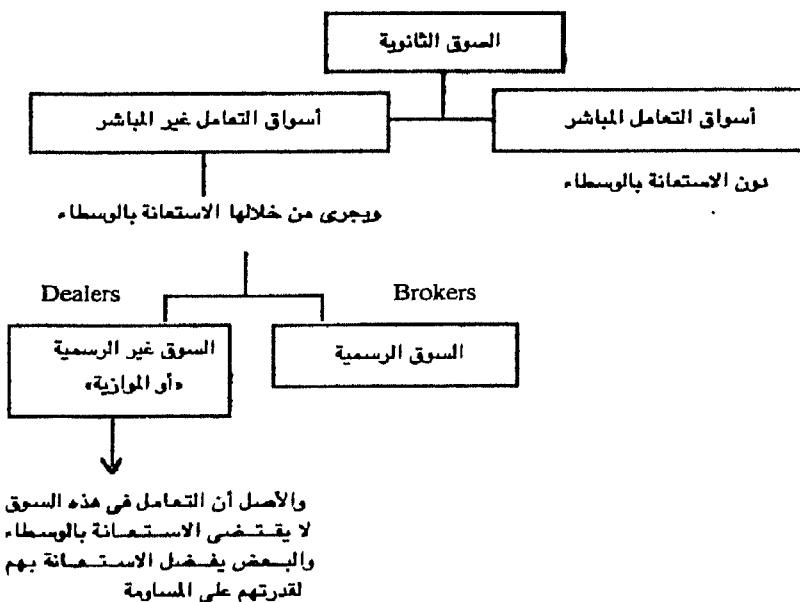 السوق الثانوية
أسواق التعامل المباشر
أسواق التعامل غير المباشر
دون الاستعانة بالوسطاء
ويجرى من خلالها الاستعانة بالوسطاء
Brokers
Dealers
السوق الرسمية
السوق غير الرسمية
«أو الموازية»
والأصل أن التعامل فى هذه السوق
لا يقتضى الاستعانة بالوسطاء
والبعض يفضل الاستعانة بهم
لقدرتهم على المساومة